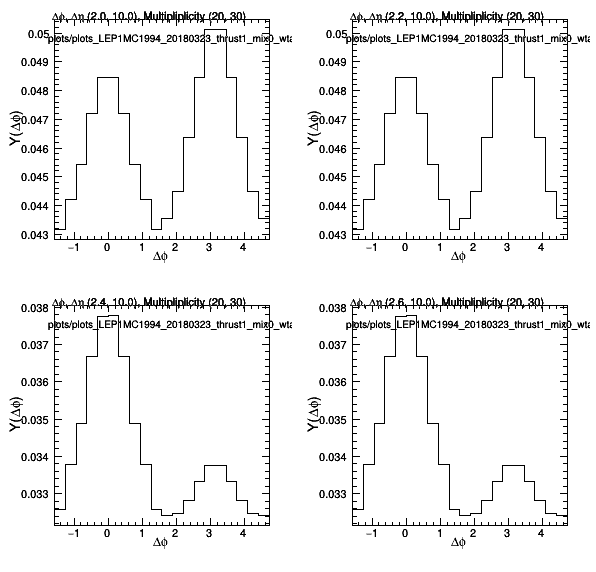 Δϕ, Δη (2.0, 10.0), Multipliplicity (20, 30)
plots/plots_LEP1MC1994_20180323_thrust1_mix0_wta
Y(Δϕ)
0.05
0.049
0.048
0.047
0.046
0.045
0.044
0.043
−1 0 1 2 3 4
Δϕ
Δϕ, Δη (2.2, 10.0), Multipliplicity (20, 30)
plots/plots_LEP1MC1994_20180323_thrust1_mix0_wta
Y(Δϕ)
0.05
0.049
0.048
0.047
0.046
0.045
0.044
0.043
−1 0 1 2 3 4
Δϕ
Δϕ, Δη (2.4, 10.0), Multipliplicity (20, 30)
plots/plots_LEP1MC1994_20180323_thrust1_mix0_wta
Y(Δϕ)
0.038
0.037
0.036
0.035
0.034
0.033
−1 0 1 2 3 4
Δϕ
Δϕ, Δη (2.6, 10.0), Multipliplicity (20, 30)
plots/plots_LEP1MC1994_20180323_thrust1_mix0_wta
Y(Δϕ)
0.038
0.037
0.036
0.035
0.034
0.033
−1 0 1 2 3 4
Δϕ